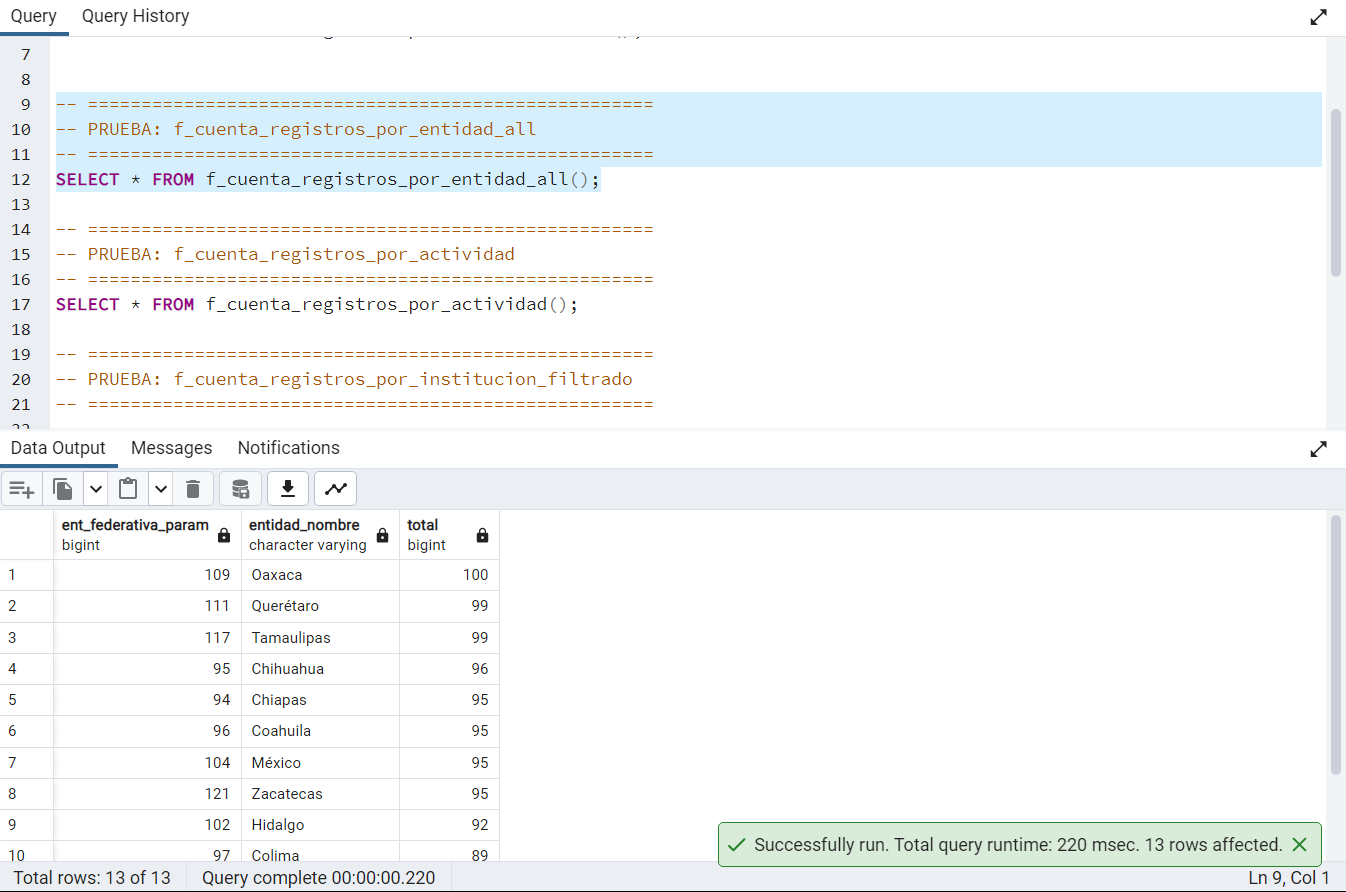 Query Query History
7
8
9 -- =====================================================
10 -- PRUEBA: f_cuenta_registros_por_entidad_all
11 -- =====================================================
12 SELECT * FROM f_cuenta_registros_por_entidad_all();
13
14 -- =====================================================
15 -- PRUEBA: f_cuenta_registros_por_actividad
16 -- =====================================================
17 SELECT * FROM f_cuenta_registros_por_actividad();
18
19 -- =====================================================
20 -- PRUEBA: f_cuenta_registros_por_institucion_filtrado
21 -- =====================================================
Data Output Messages Notifications
ent_federativa_param entidad_nombre total
bigint character varying bigint
1 109 Oaxaca 100
2 111 Querétaro 99
3 117 Tamaulipas 99
4 95 Chihuahua 96
5 94 Chiapas 95
6 96 Coahuila 95
7 104 México 95
8 121 Zacatecas 95
9 102 Hidalgo 92
10 97 Colima 89
Successfully run. Total query runtime: 220 msec. 13 rows affected.
Total rows: 13 of 13 Query complete 00:00:00.220 Ln 9, Col 1